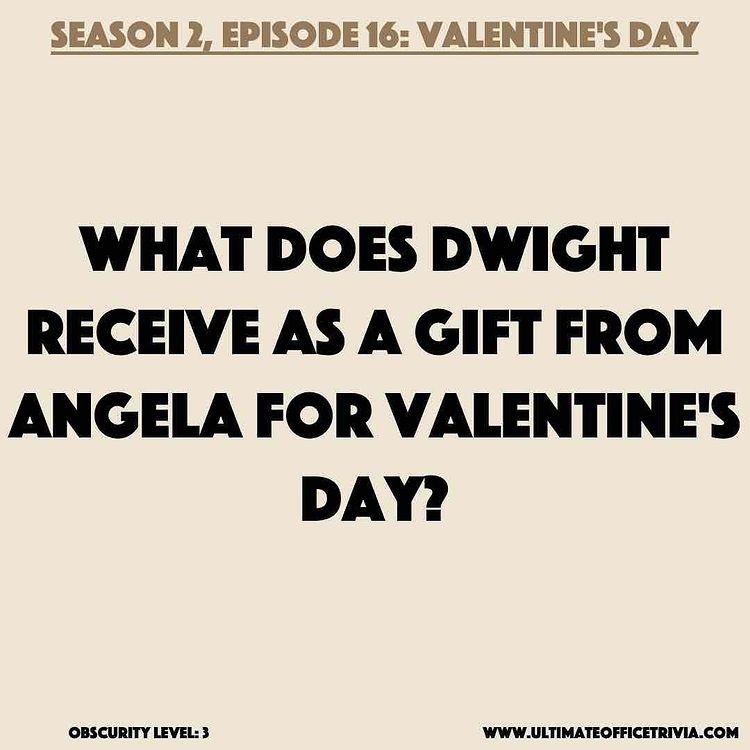 SEASON 2, EPISODE 16: VALENTINE'S DAY
WHAT DOES DWIGHT
RECEIVE AS A GIFT FROM
ANGELA FOR VALENTINE'S
DAY?
OBSCURITY LEVEL: 3
WWW.ULTIMATEOFFICETRIVIA.COM